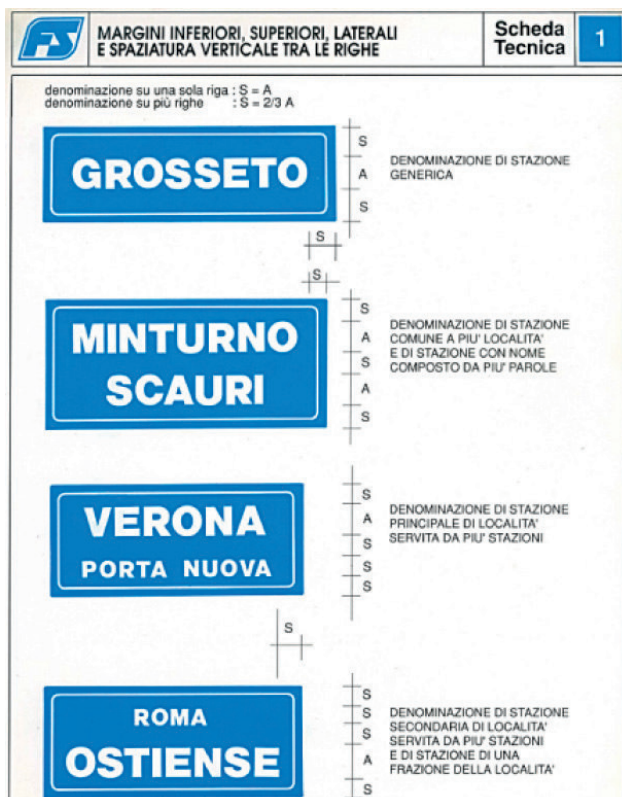 FS
MARGINI INFERIORI, SUPERIORI, LATERALI
E SPAZIATURA VERTICALE TRA LE RIGHE
Scheda
Tecnica
1
denominazione su una sola riga : S = A
denominazione su più righe : S = 2/3 A
GROSSETO
S
A
S
DENOMINAZIONE DI STAZIONE
GENERICA
S
S
MINTURNO
SCAURI
S
A
S
A
S
DENOMINAZIONE DI STAZIONE
COMUNE A PIU' LOCALITA'
E DI STAZIONE CON NOME
COMPOSTO DA PIU' PAROLE
VERONA
PORTA NUOVA
S
A
S
S
S
DENOMINAZIONE DI STAZIONE
PRINCIPALE DI LOCALITA'
SERVITA DA PIU' STAZIONI
S
ROMA
OSTIENSE
S
S
S
A
S
DENOMINAZIONE DI STAZIONE
SECONDARIA DI LOCALITA'
SERVITA DA PIU' STAZIONI
E DI STAZIONE DI UNA
FRAZIONE DELLA LOCALITA'